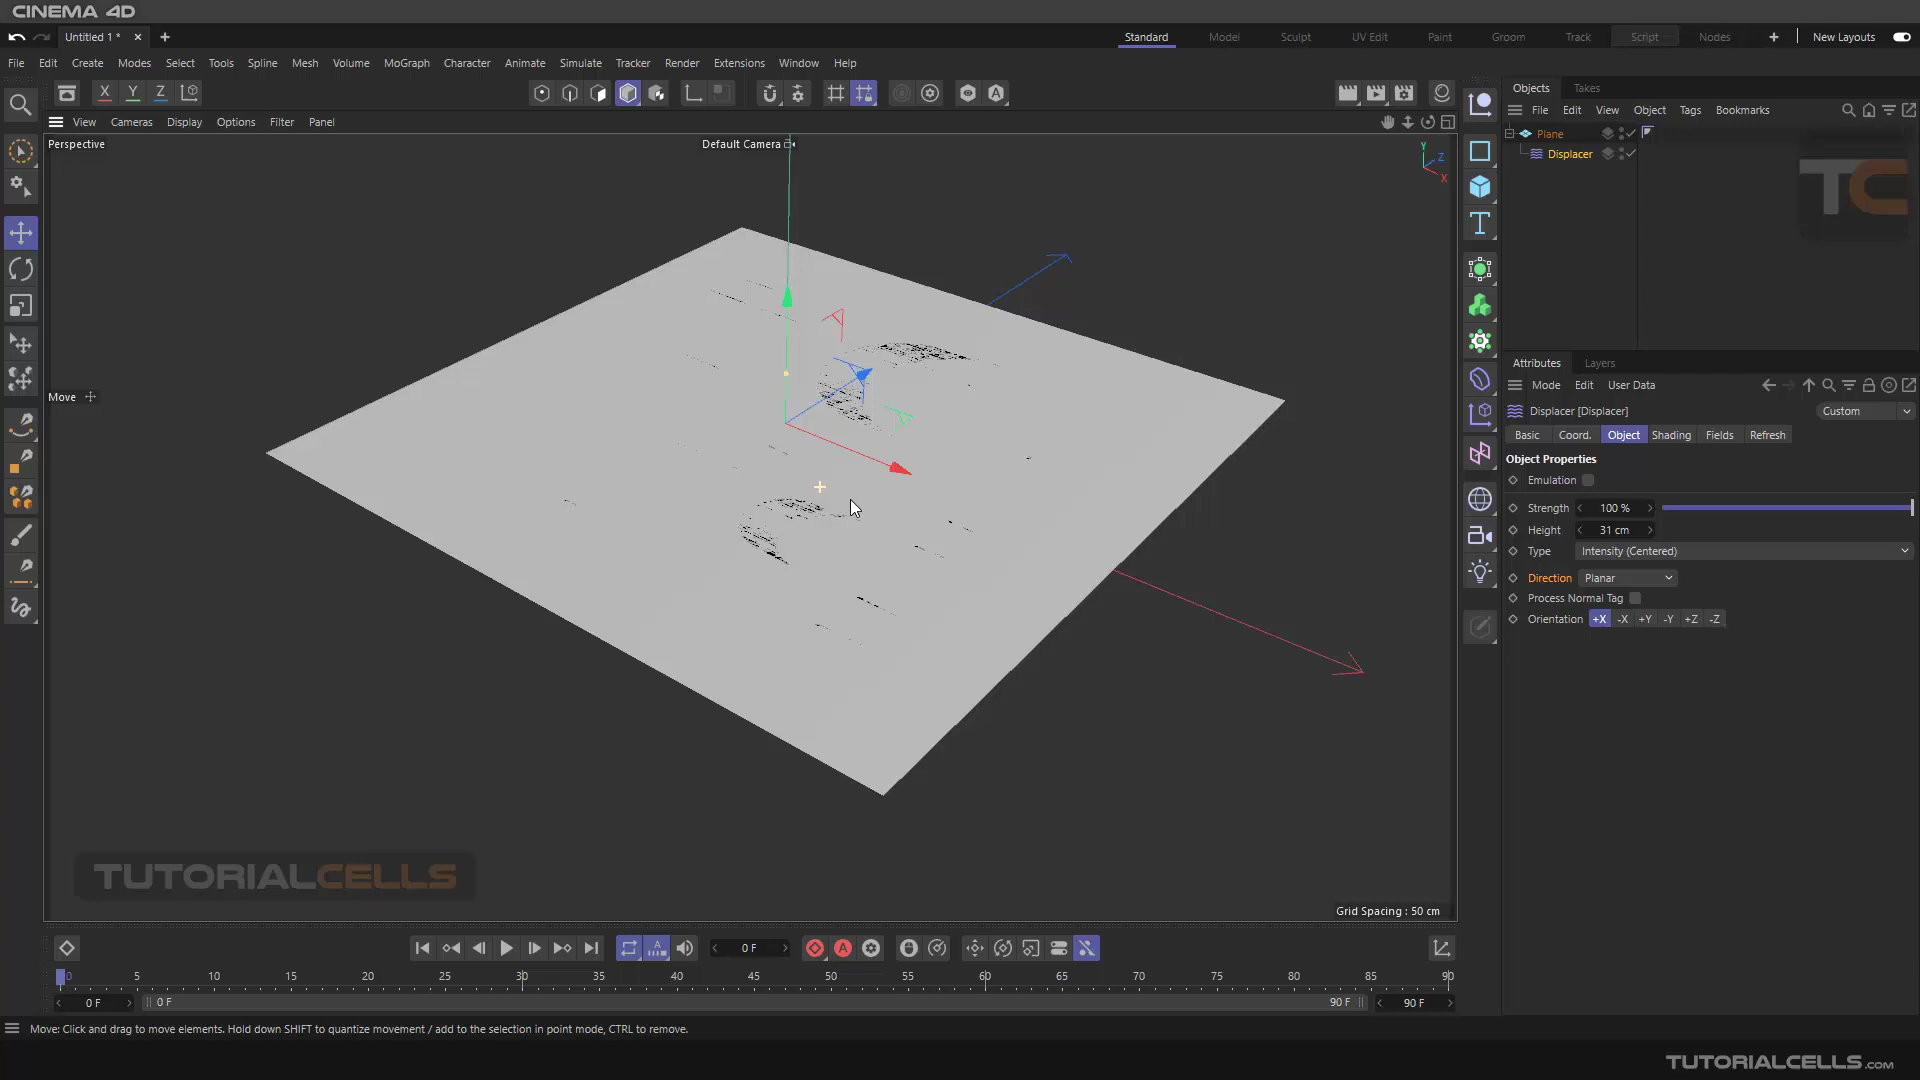 CINEMA 4D
Untitled 1 *
Standard Model Sculpt UV Edit Paint Groom Track Script Nodes New Layouts
File Edit Create Modes Select Tools Spline Mesh Volume MoGraph Character Animate Simulate Tracker Render Extensions Window Help
X Y Z
View Cameras Display Options Filter Panel
Perspective
Default Camera
Y
Z
X
Move
TUTORIALCELLS
Grid Spacing : 50 cm
Objects Takes
File Edit View Object Tags Bookmarks
Plane
Displacer
TC
Attributes Layers
Mode Edit User Data
Displacer [Displacer] Custom
Basic Coord. Object Shading Fields Refresh
Object Properties
Emulation
Strength 100 %
Height 31 cm
Type Intensity (Centered)
Direction Planar
Process Normal Tag
Orientation +X -X +Y -Y +Z -Z
0 F
0 5 10 15 20 25 30 35 40 45 50 55 60 65 70 75 80 85 90
0 F 0 F 90 F 90 F
Move: Click and drag to move elements. Hold down SHIFT to quantize movement / add to the selection in point mode, CTRL to remove.
TUTORIALCELLS.COM